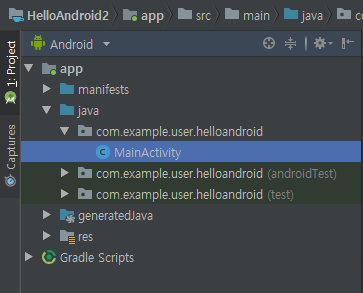 HelloAndroid2 app src main java
Android
app
manifests
java
com.example.user.helloandroid
MainActivity
com.example.user.helloandroid (androidTest)
com.example.user.helloandroid (test)
generatedJava
res
Gradle Scripts
1: Project
Captures